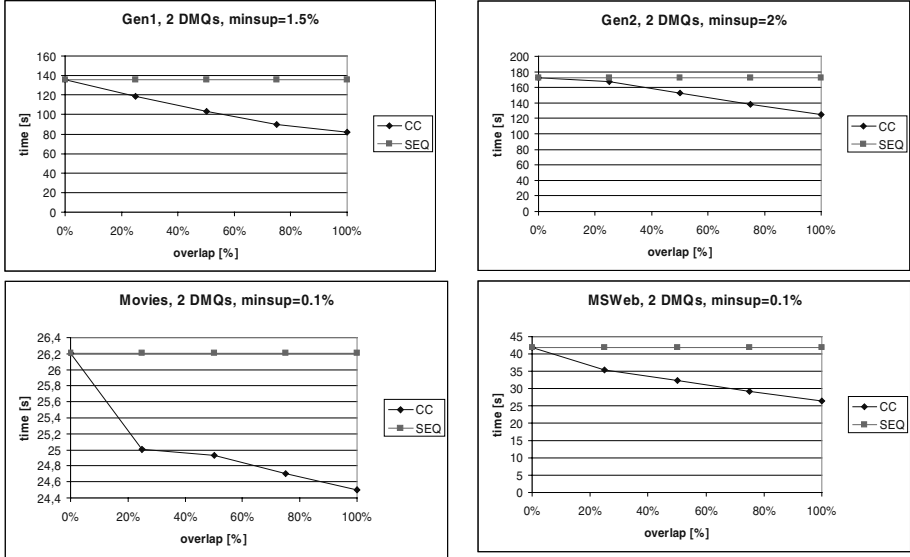 Gen1, 2 DMQs, minsup=1.5%
time [s]
160
140
120
100
80
60
40
20
0
0% 20% 40% 60% 80% 100%
overlap [%]
CC
SEQ
Gen2, 2 DMQs, minsup=2%
time [s]
200
180
160
140
120
100
80
60
40
20
0
0% 20% 40% 60% 80% 100%
overlap [%]
CC
SEQ
Movies, 2 DMQs, minsup=0.1%
time [s]
26,4
26,2
26
25,8
25,6
25,4
25,2
25
24,8
24,6
24,4
0% 20% 40% 60% 80% 100%
overlap [%]
CC
SEQ
MSWeb, 2 DMQs, minsup=0.1%
time [s]
45
40
35
30
25
20
15
10
5
0
0% 20% 40% 60% 80% 100%
overlap [%]
CC
SEQ